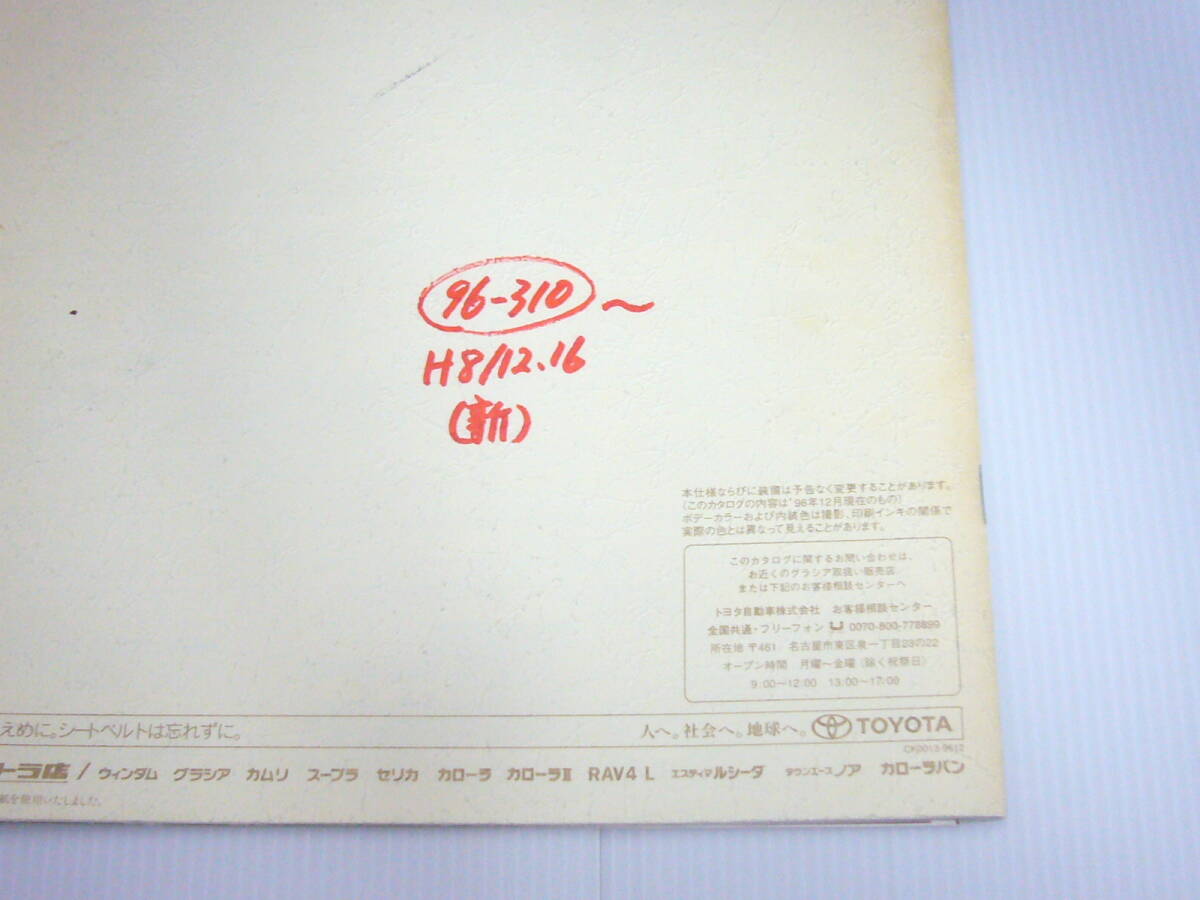 96-310 〜
H8/12.16
(新)
本仕様ならびに装備は予告なく変更することがあります。
(このカタログの内容は'96年12月現在のもの)
ボデーカラーおよび内装色は撮影、印刷インキの関係で
実際の色とは異なって見えることがあります。
このカタログに関するお問い合わせは、
お近くのグラシア取扱い販売店
または下記のお客様相談センターへ
トヨタ自動車株式会社 お客様相談センター
全国共通・フリーフォン 0070-800-778899
所在地 〒461 名古屋市東区泉一丁目23の22
オープン時間 月曜〜金曜(除く祝祭日)
9:00〜12:00 13:00〜17:00
えめに。シートベルトは忘れずに。
人へ。社会へ。地球へ。 TOYOTA
CK0013-9612
トラ店/ウィンダム グラシア カムリ スープラ セリカ カローラ カローラII RAV4 L エスティマルシーダ タウンエースノア カローラバン
紙を使用いたしました。